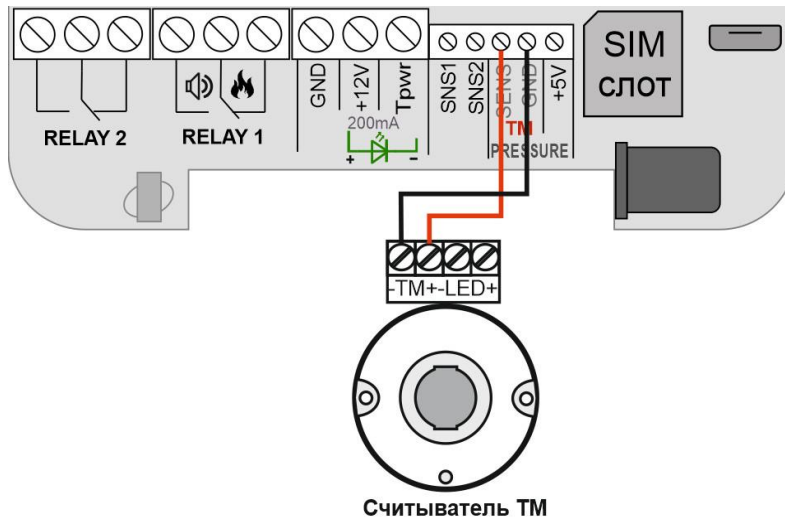 SIM
СЛОТ
GND
+12V
Tpwr
SNS1
SNS2
SENS
GND
+5V
RELAY 2
RELAY 1
200mA
+ -
TM
PRESSURE
-TM+-LED+
Считыватель ТМ